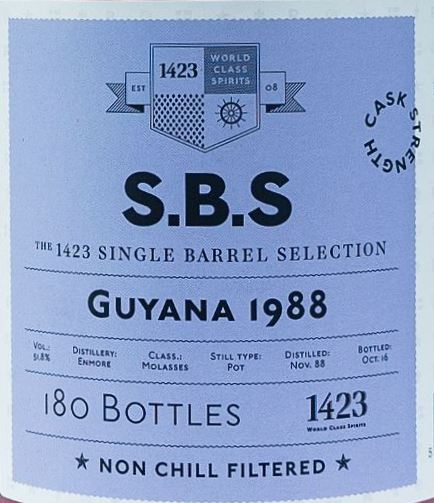 1423
WORLD
CLASS
SPIRITS
EST
08
CASK STRENGTH
S.B.S
THE 1423 SINGLE BARREL SELECTION
GUYANA 1988
VOL.:
51.8%
DISTILLERY:
ENMORE
CLASS.:
MOLASSES
STILL TYPE:
POT
DISTILLED:
NOV. 88
BOTTLED:
OCT. 16
180 BOTTLES
1423
WORLD CLASS SPIRITS
★ NON CHILL FILTERED ★